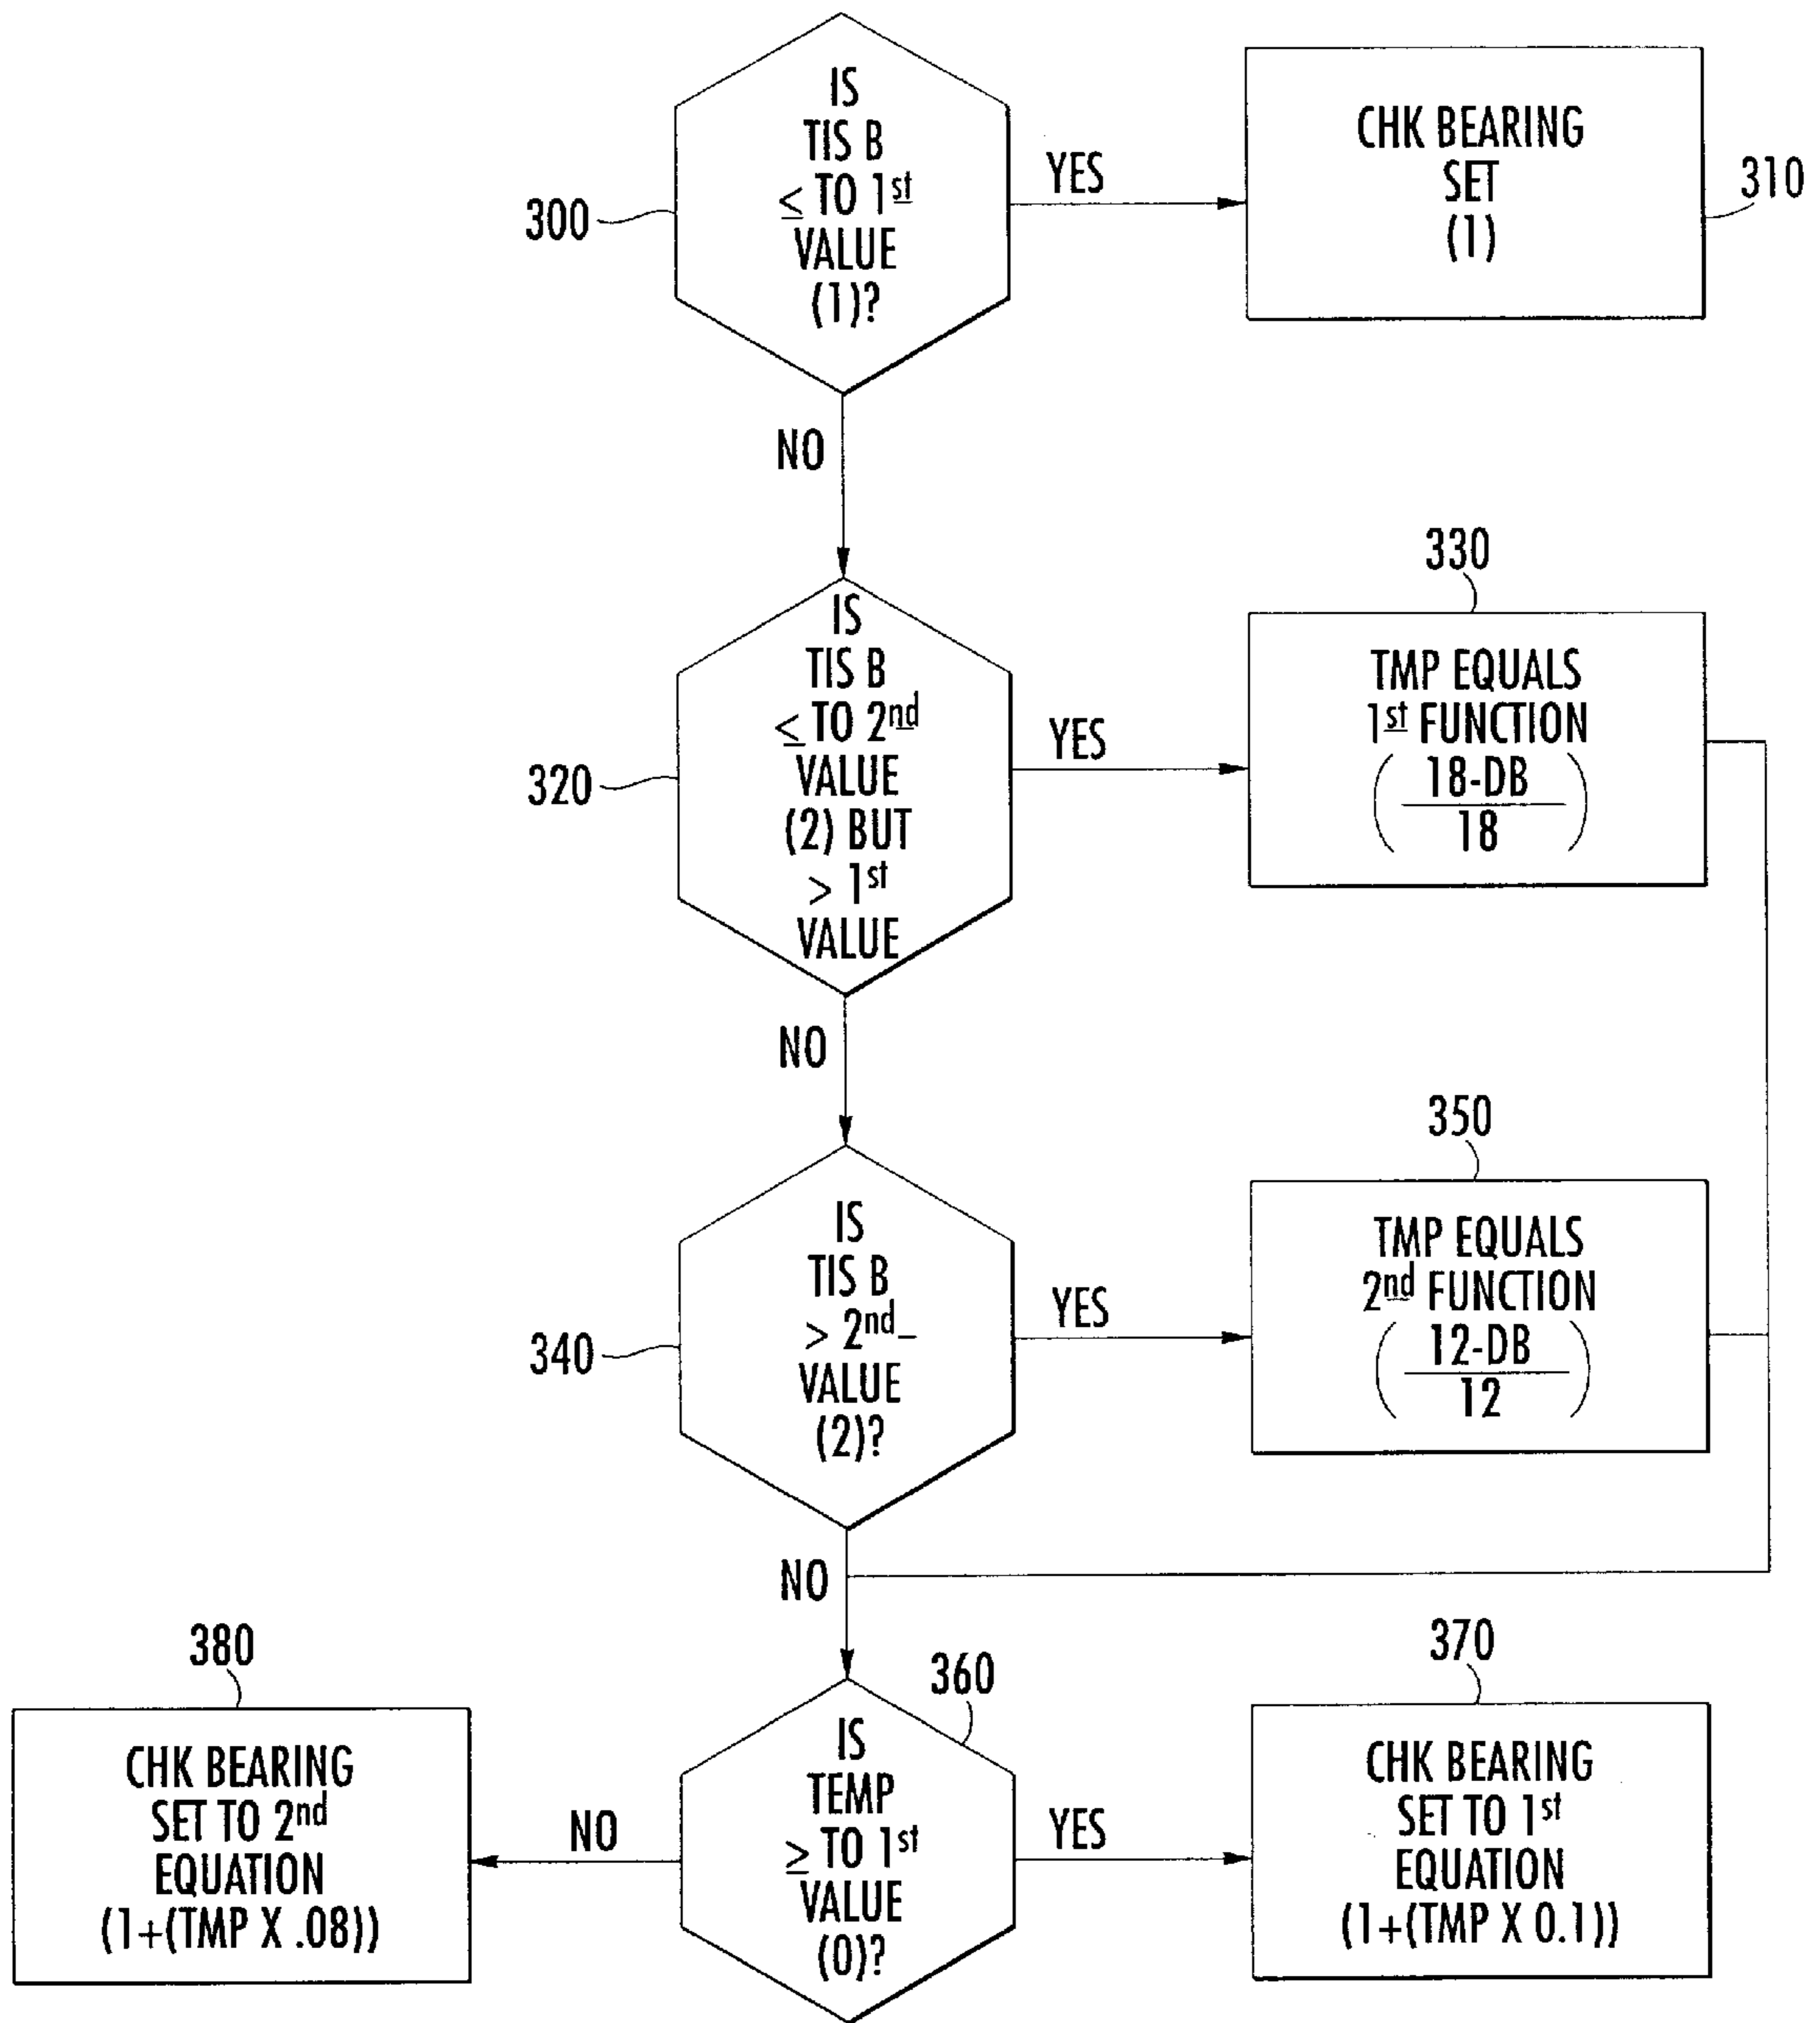 IS
TIS B
≤ TO 1st
VALUE
(1)?
300
YES
CHK BEARING
SET
(1)
310
NO
IS
TIS B
≤ TO 2nd
VALUE
(2) BUT
> 1st
VALUE
320
YES
330
TMP EQUALS
1st FUNCTION
(18-DB
18)
NO
IS
TIS B
> 2nd_
VALUE
(2)?
340
YES
350
TMP EQUALS
2nd FUNCTION
(12-DB
12)
NO
380
CHK BEARING
SET TO 2nd
EQUATION
(1+(TMP X .08))
NO
360
IS
TEMP
≥ TO 1st
VALUE
(0)?
YES
370
CHK BEARING
SET TO 1st
EQUATION
(1+(TMP X 0.1))